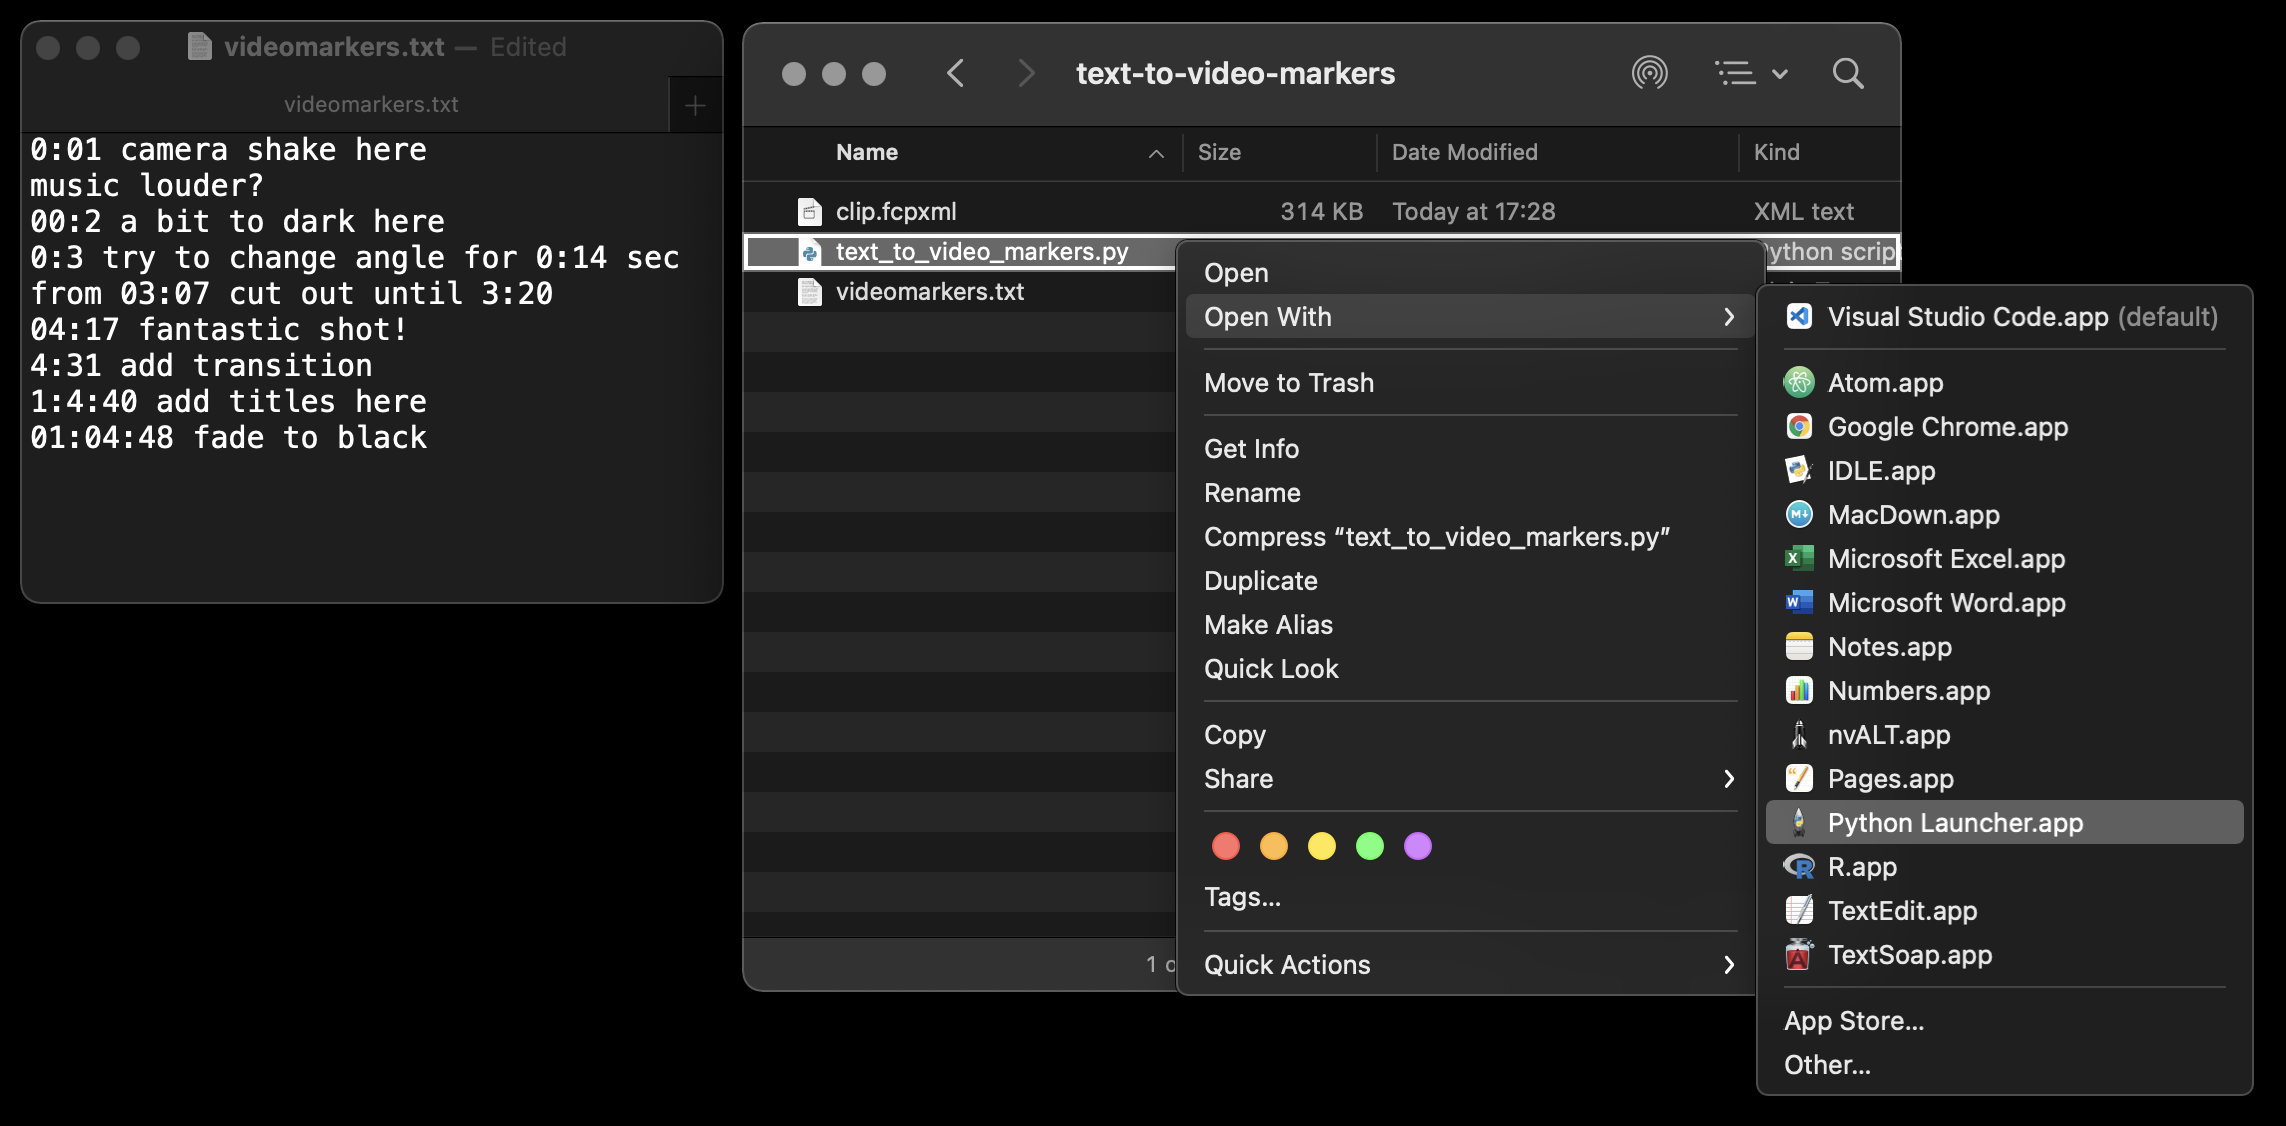 videomarkers.txt — Edited
videomarkers.txt
0:01 camera shake here
music louder?
00:2 a bit to dark here
0:3 try to change angle for 0:14 sec
from 03:07 cut out until 3:20
04:17 fantastic shot!
4:31 add transition
1:4:40 add titles here
01:04:48 fade to black
text-to-video-markers
Name Size Date Modified Kind
clip.fcpxml 314 KB Today at 17:28 XML text
text_to_video_markers.py
videomarkers.txt
1
Open
Open With
Move to Trash
Get Info
Rename
Compress “text_to_video_markers.py”
Duplicate
Make Alias
Quick Look
Copy
Share
Tags...
Quick Actions
Visual Studio Code.app (default)
Atom.app
Google Chrome.app
IDLE.app
MacDown.app
Microsoft Excel.app
Microsoft Word.app
Notes.app
Numbers.app
nvALT.app
Pages.app
Python Launcher.app
R.app
TextEdit.app
TextSoap.app
App Store...
Other...